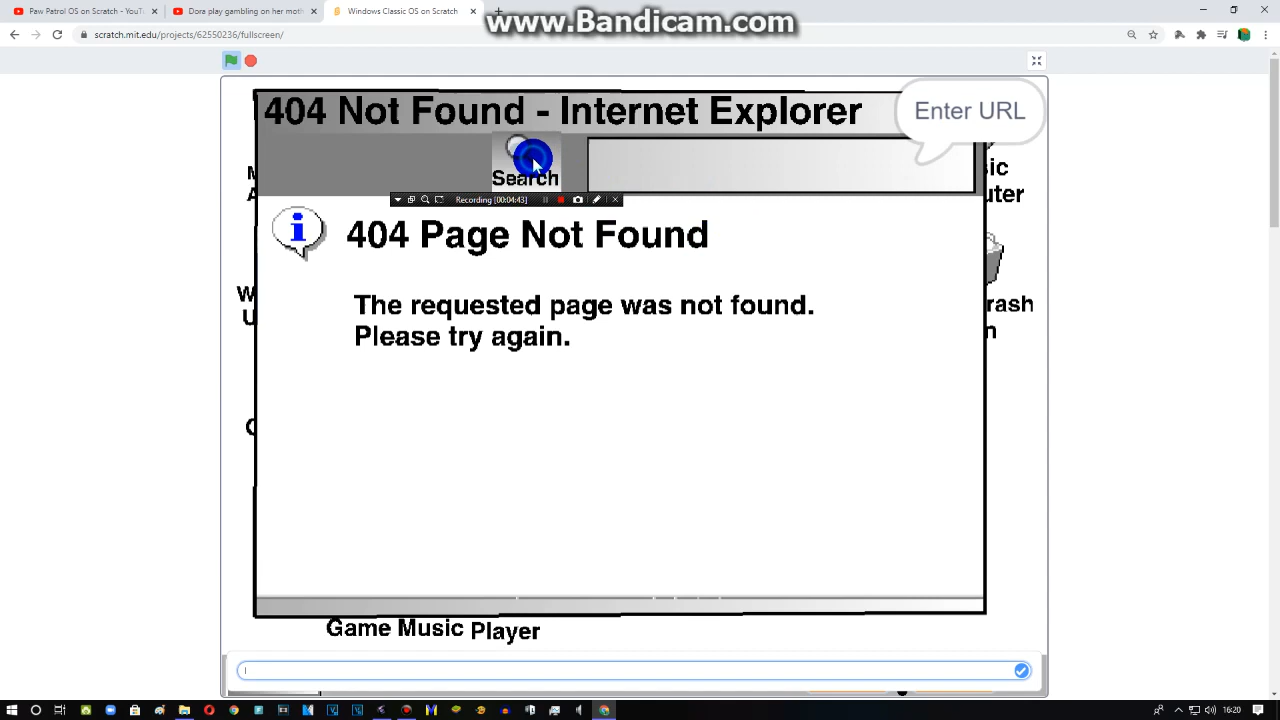 Paw Patrol OS on Scratch - YouT
Dora play gambling on her moth
Windows Classic OS on Scratch
www.Bandicam.com
scratch.mit.edu/projects/62550236/fullscreen/
404 Not Found - Internet Explorer
Enter URL
Search
Recording [00:04:43]
404 Page Not Found
The requested page was not found.
Please try again.
Game Music Player
16:20